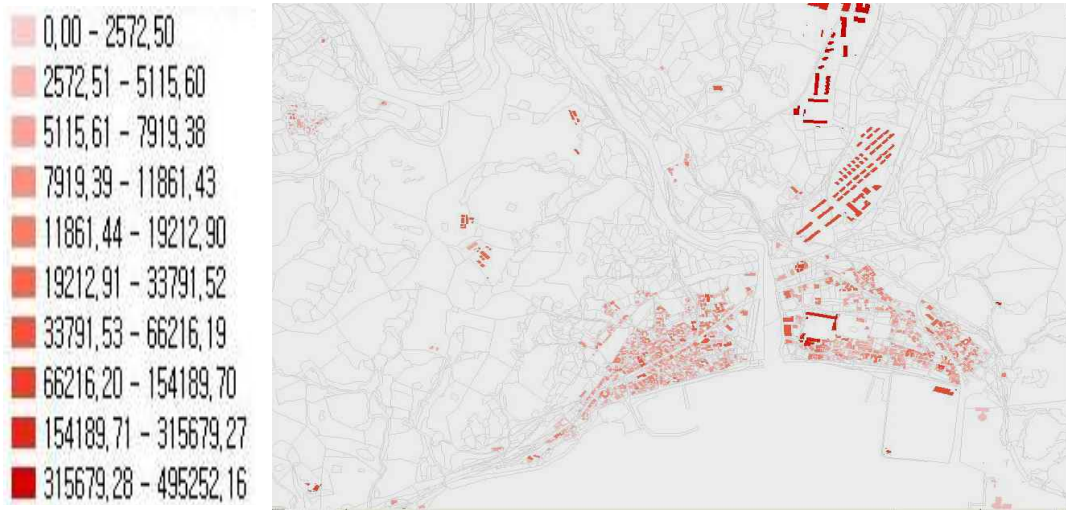 0,00 - 2572,50
2572,51 - 5115,60
5115,61 - 7919,38
7919,39 - 11861,43
11861,44 - 19212,90
19212,91 - 33791,52
33791,53 - 66216,19
66216,20 - 154189,70
154189,71 - 315679,27
315679,28 - 495252,16